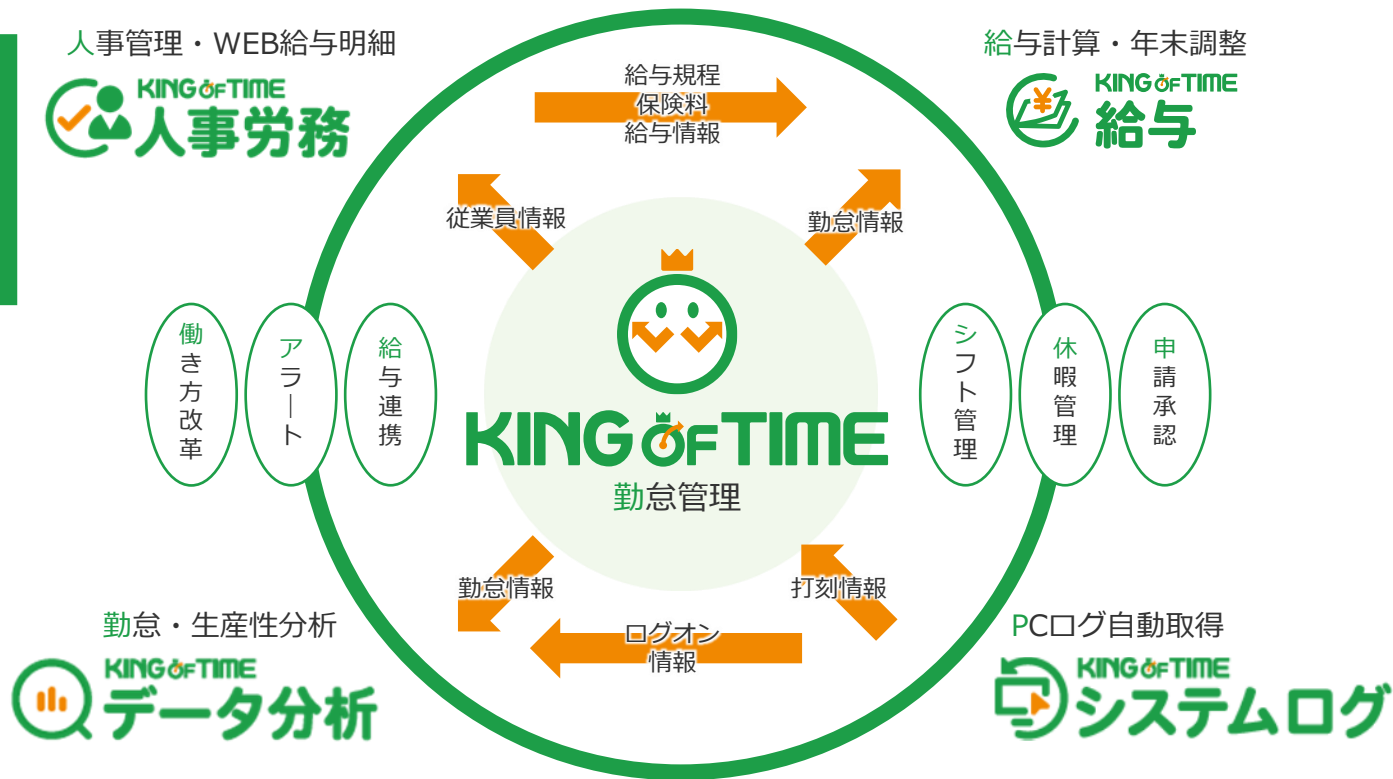 人事管理・WEB給与明細
KING OF TIME
人事労務
給与計算・年末調整
KING OF TIME
給与
給与規程
保険料
給与情報
従業員情報
勤怠情報
働き方改革
アラート
給与連携
KING OF TIME
勤怠管理
シフト管理
休暇管理
申請承認
勤怠情報
打刻情報
ログオン
情報
勤怠・生産性分析
KING OF TIME
データ分析
PCログ自動取得
KING OF TIME
システムログ